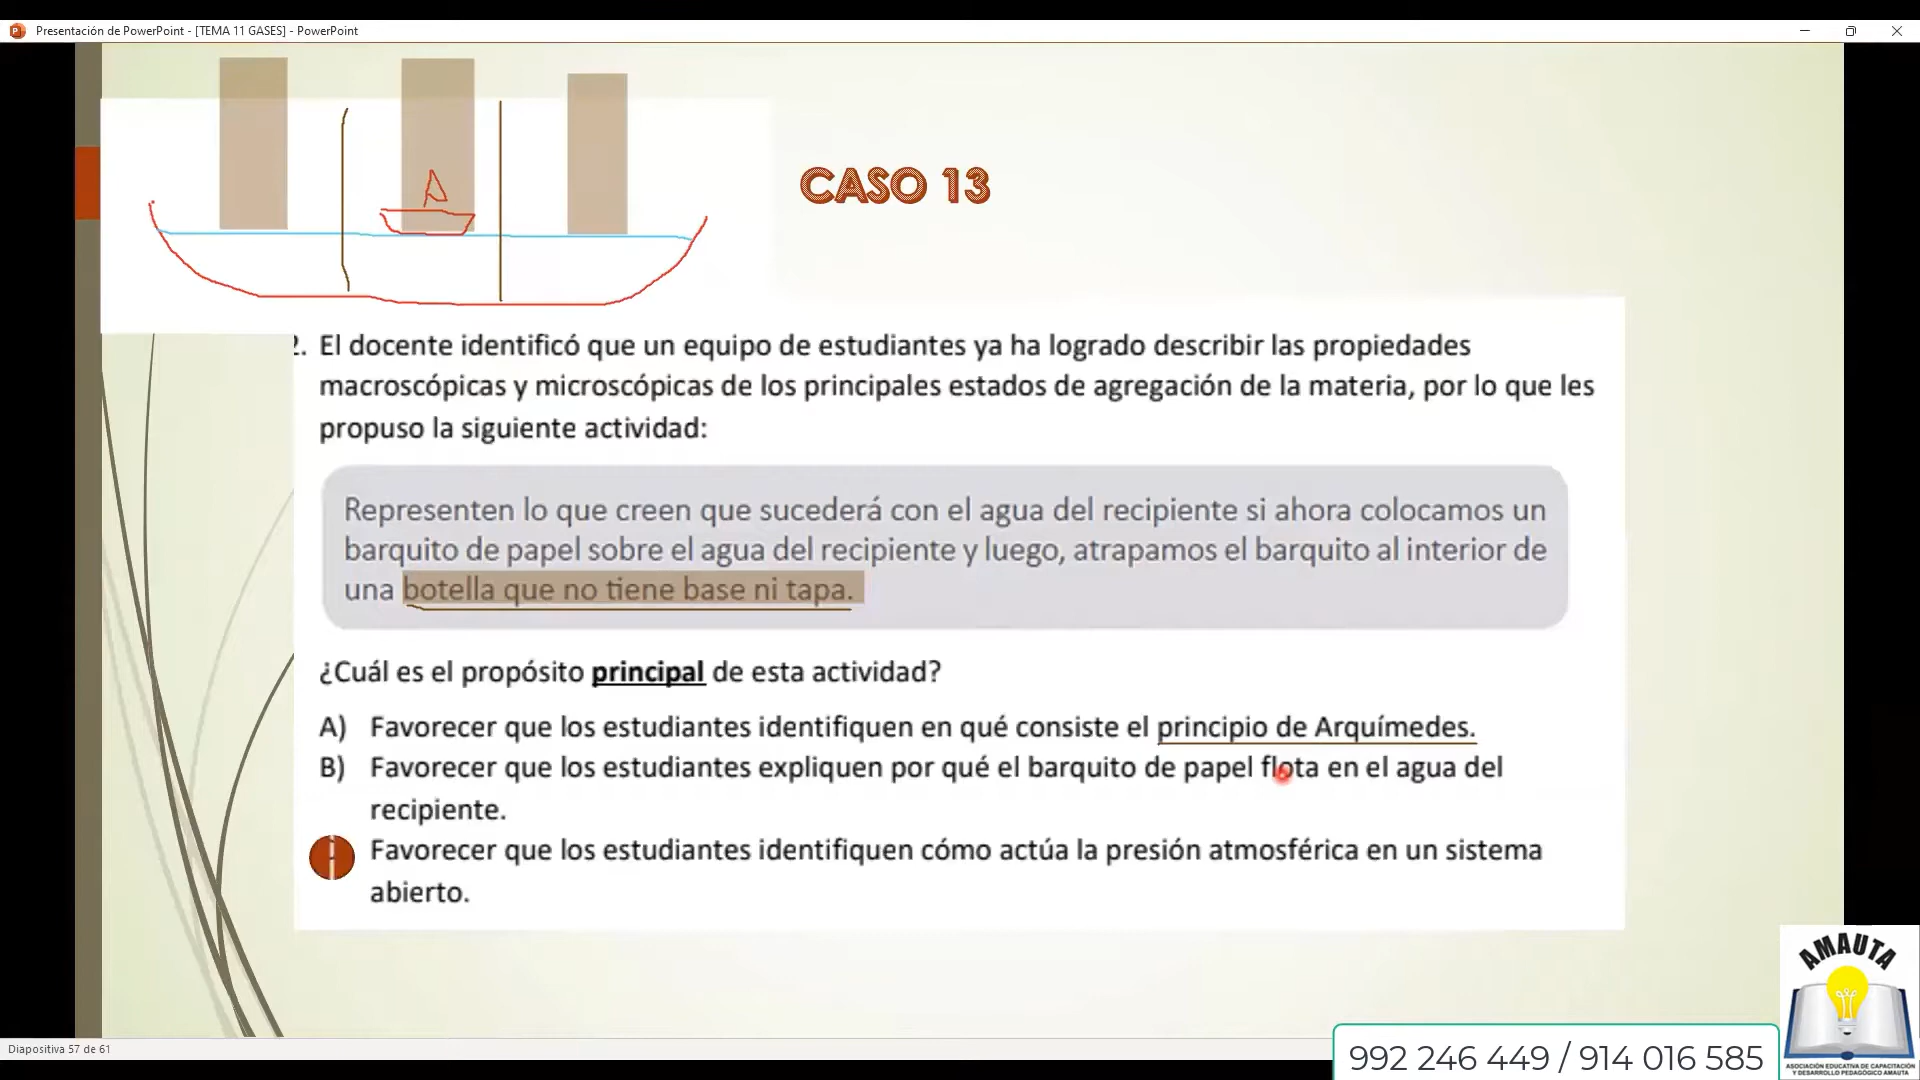 Presentación de PowerPoint - [TEMA 11 GASES] - PowerPoint
CASO 13
2. El docente identificó que un equipo de estudiantes ya ha logrado describir las propiedades
macroscópicas y microscópicas de los principales estados de agregación de la materia, por lo que les
propuso la siguiente actividad:
Representen lo que creen que sucederá con el agua del recipiente si ahora colocamos un
barquito de papel sobre el agua del recipiente y luego, atrapamos el barquito al interior de
una botella que no tiene base ni tapa.
¿Cuál es el propósito principal de esta actividad?
A) Favorecer que los estudiantes identifiquen en qué consiste el principio de Arquímedes.
B) Favorecer que los estudiantes expliquen por qué el barquito de papel flota en el agua del
recipiente.
Favorecer que los estudiantes identifiquen cómo actúa la presión atmosférica en un sistema
abierto.
AMAUTA
ASOCIACIÓN EDUCATIVA DE CAPACITACIÓN
Y DESARROLLO PEDAGÓGICO AMAUTA
992 246 449 / 914 016 585
Diapositiva 57 de 61